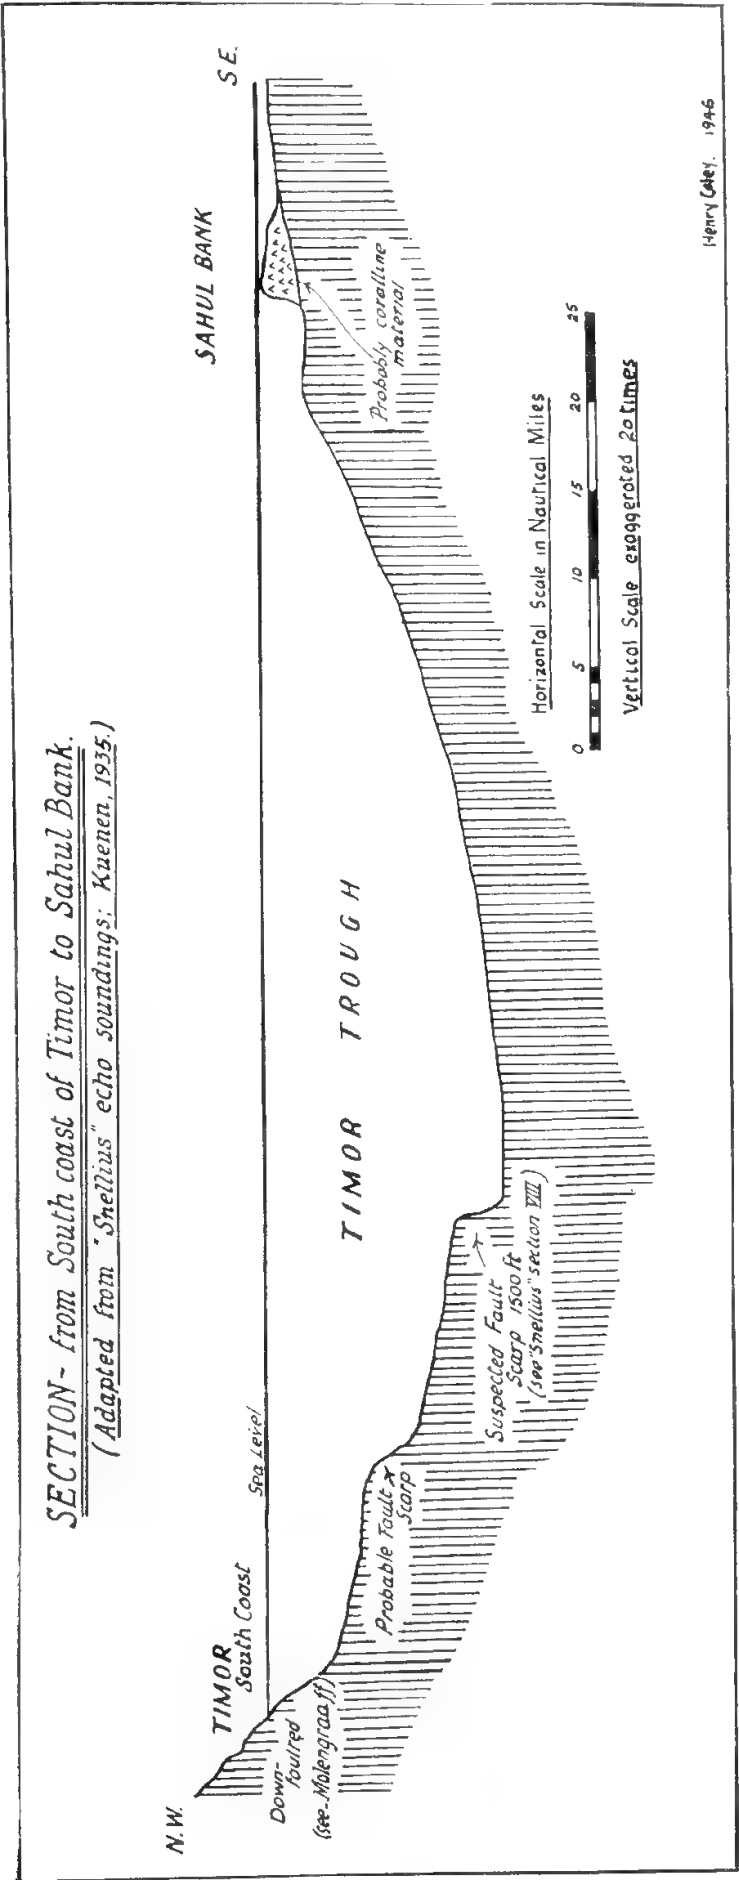 SECTION - from South coast of Timor to Sahul Bank.
(Adapted from "Snellius" echo soundings; Kuenen, 1935.)
N.W.
TIMOR
South Coast
Sea Level
SAHUL BANK
S E.
TIMOR TROUGH
Down-
faulted
(see-Molengraaff)
Probable Fault
Scarp
Suspected Fault
Scarp 1500 ft
(see "Snellius" section VIII)
Probably coralline
material
Horizontal Scale in Nautical Miles
0 5 10 15 20 25
Vertical Scale exaggerated 20 times
Henry Coley. 1946